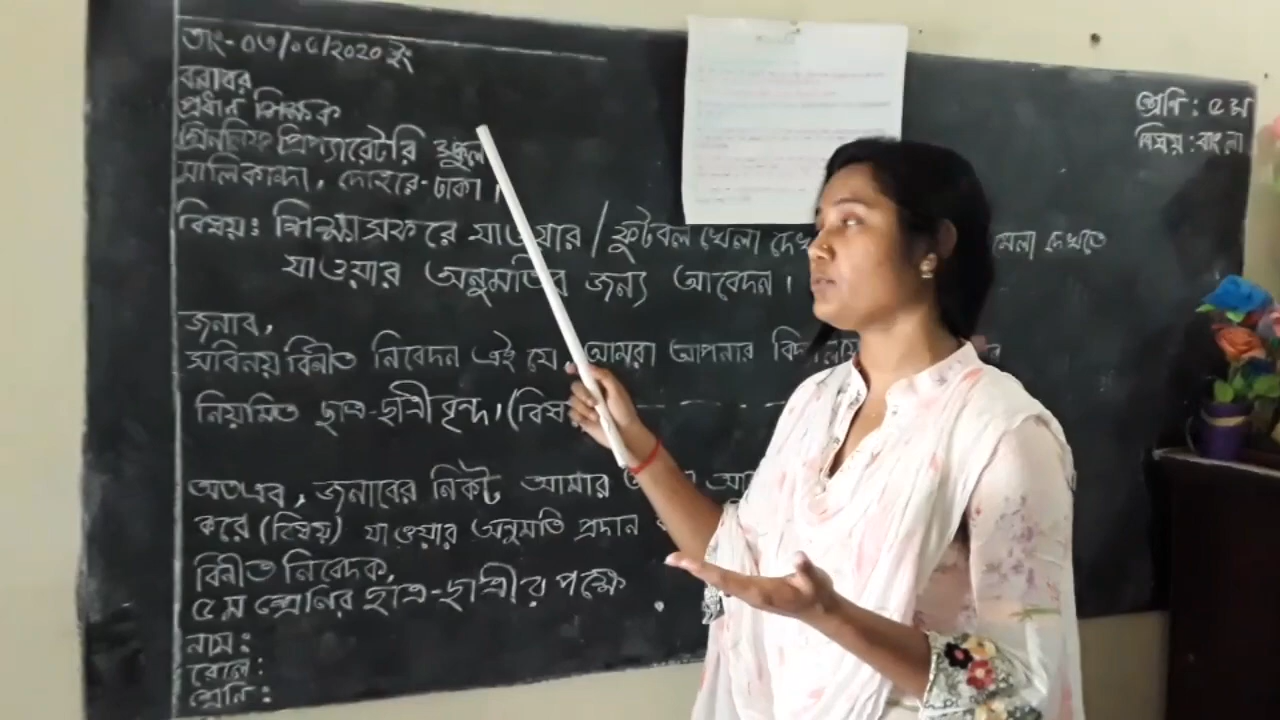 তাং- ০৩/০৫/২০২০ ইং
বরাবর
প্রধান শিক্ষক
গ্রিনলিফ প্রিপ্যারেটরি স্কুল
মালিকান্দা, দোহার-ঢাকা।
বিষয়: শিক্ষাসফরে যাওয়ার / ফুটবল খেলা মেলা দেখতে
যাওয়ার অনুমতির জন্য আবেদন।
জনাব,
সবিনয় বিনীত নিবেদন এই যে, আমরা আপনার
নিয়মিত ছাত্র-ছাত্রীবৃন্দ। (বিষ
অতএব, জনাবের নিকট আমার
করে (বিষয়) যাওয়ার অনুমতি প্রদান
বিনীত নিবেদক,
৫ম শ্রেনির ছাত্র-ছাত্রীর পক্ষে
নাম:
রোল:
শ্রেনি:
শ্রেনি: ৫ম
বিষয়: বাংলা